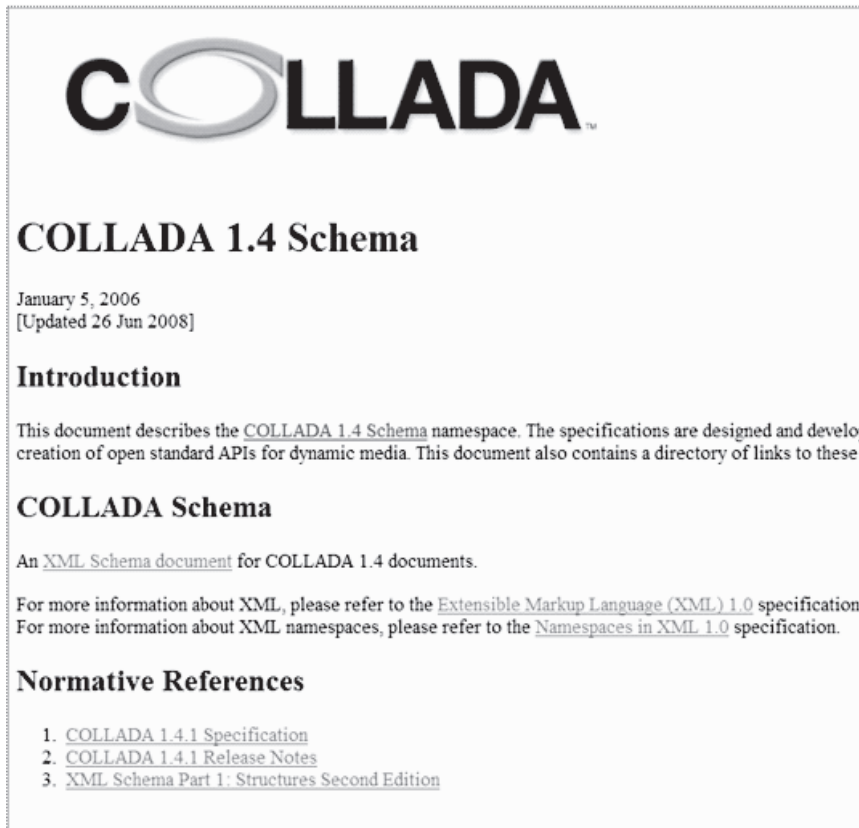 COLLADA™
COLLADA 1.4 Schema
January 5, 2006
[Updated 26 Jun 2008]
Introduction
This document describes the COLLADA 1.4 Schema namespace. The specifications are designed and develop
creation of open standard APIs for dynamic media. This document also contains a directory of links to these
COLLADA Schema
An XML Schema document for COLLADA 1.4 documents.
For more information about XML, please refer to the Extensible Markup Language (XML) 1.0 specification
For more information about XML namespaces, please refer to the Namespaces in XML 1.0 specification.
Normative References
1. COLLADA 1.4.1 Specification
2. COLLADA 1.4.1 Release Notes
3. XML Schema Part 1: Structures Second Edition